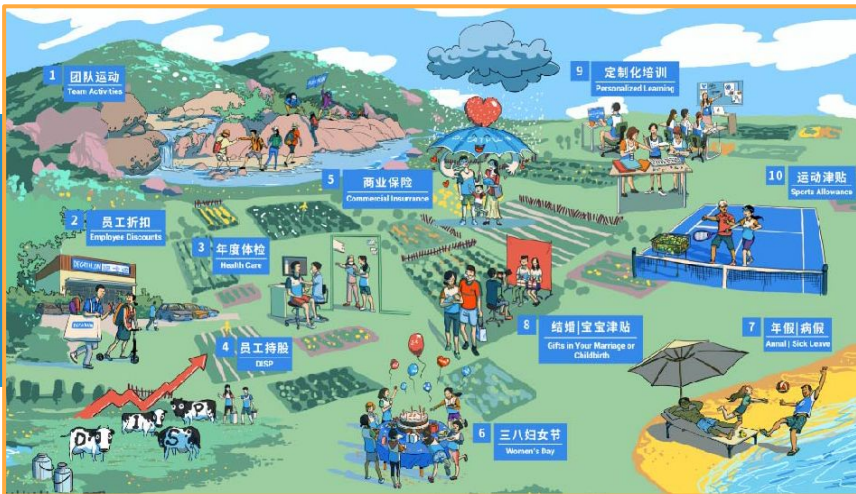 1 团队运动
Team Activities
2 员工折扣
Employee Discounts
DECATHLON
3 年度体检
Health Care
4 员工持股
DISP
D I S P
5 商业保险
Commercial Insurrance
6 三八妇女节
Women's Day
7 年假|病假
Annal | Sick Leave
8 结婚|宝宝津贴
Gifts in Your Marriage or
Childbirth
9 定制化培训
Personalized Learning
10 运动津贴
Sports Allowance